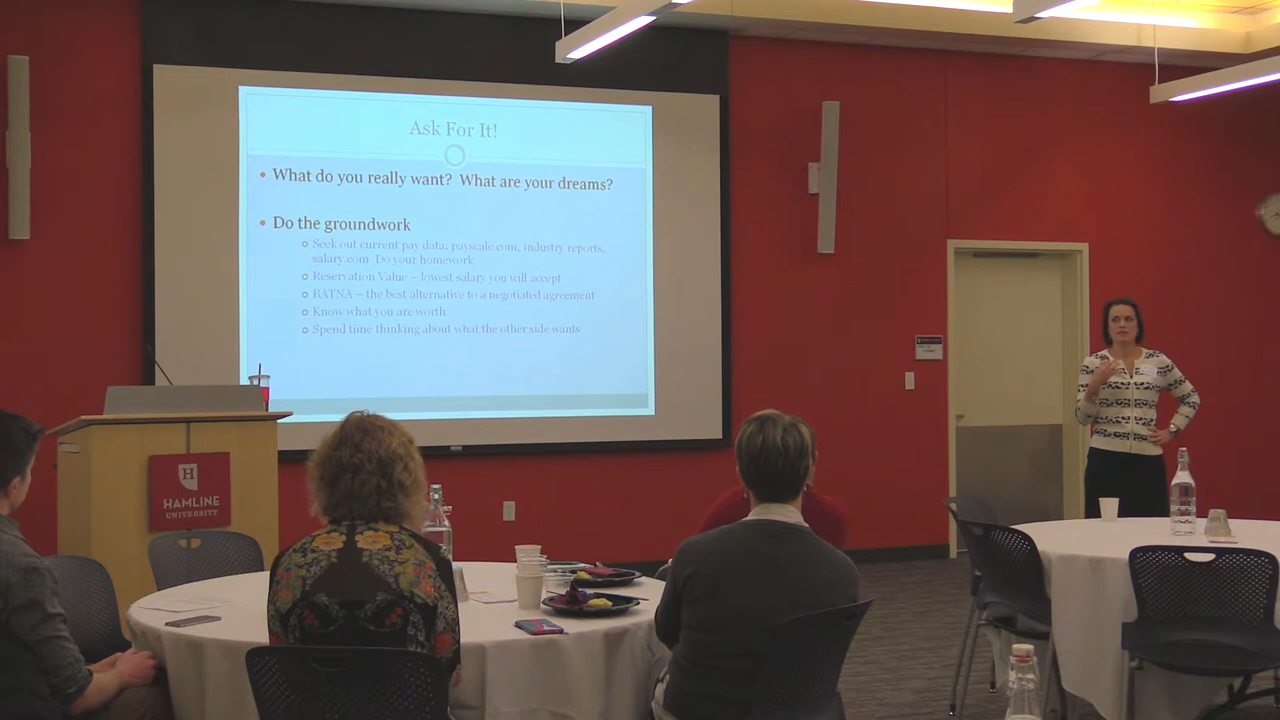 Ask For It!
• What do you really want? What are your dreams?
• Do the groundwork
o Seek out current pay data, payscale.com, industry reports,
salary.com Do your homework
o Reservation Value – lowest salary you will accept
o BATNA – the best alternative to a negotiated agreement
o Know what you are worth
o Spend time thinking about what the other side wants
H
HAMLINE
UNIVERSITY